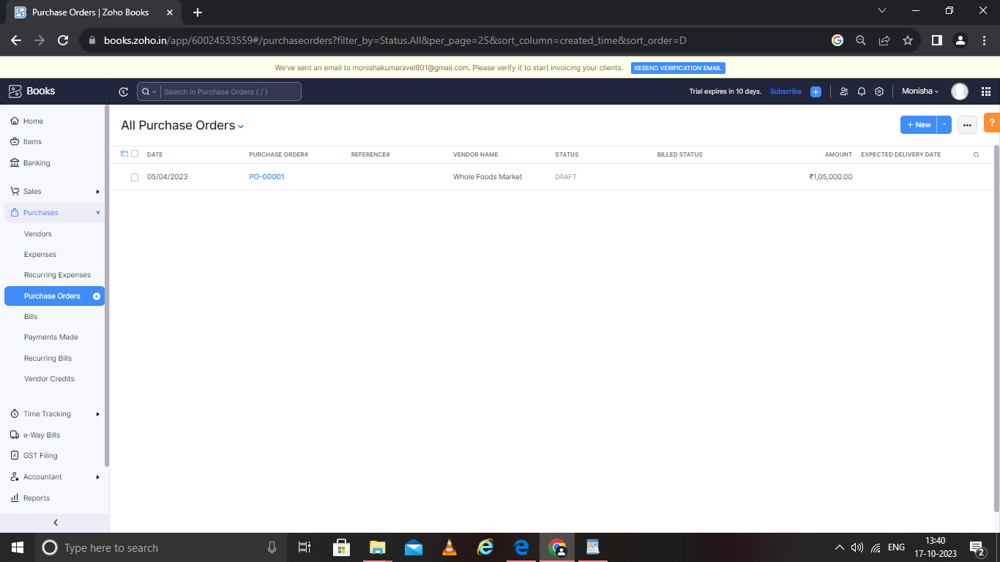 Purchase Orders | Zoho Books
books.zoho.in/app/60024533559#/purchaseorders?filter_by=Status.All&per_page=25&sort_column=created_time&sort_order=D
We've sent an email to monishakumaravel801@gmail.com. Please verify it to start invoicing your clients. RESEND VERIFICATION EMAIL
Books
Search in Purchase Orders ( / )
Trial expires in 10 days. Subscribe
Monisha
Home
Items
Banking
Sales
Purchases
Vendors
Expenses
Recurring Expenses
Purchase Orders
Bills
Payments Made
Recurring Bills
Vendor Credits
Time Tracking
e-Way Bills
GST Filing
Accountant
Reports
All Purchase Orders
+ New
?
DATE PURCHASE ORDER# REFERENCE# VENDOR NAME STATUS BILLED STATUS AMOUNT EXPECTED DELIVERY DATE
05/04/2023 PO-00001 Whole Foods Market DRAFT ₹1,05,000.00
Type here to search
ENG
13:40
17-10-2023
2